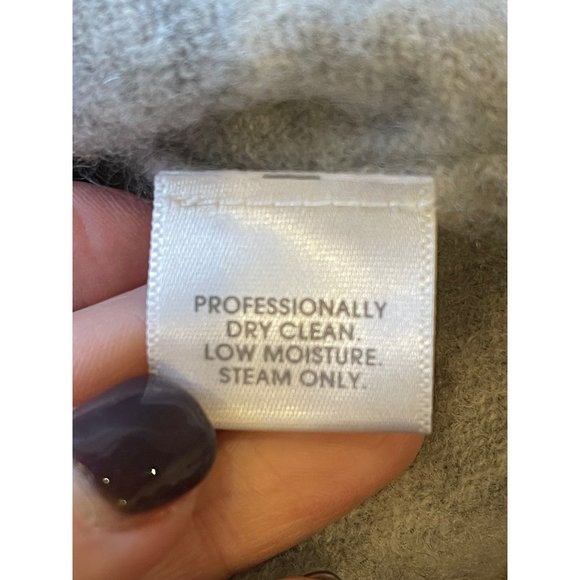 PROFESSIONALLY
DRY CLEAN.
LOW MOISTURE.
STEAM ONLY.